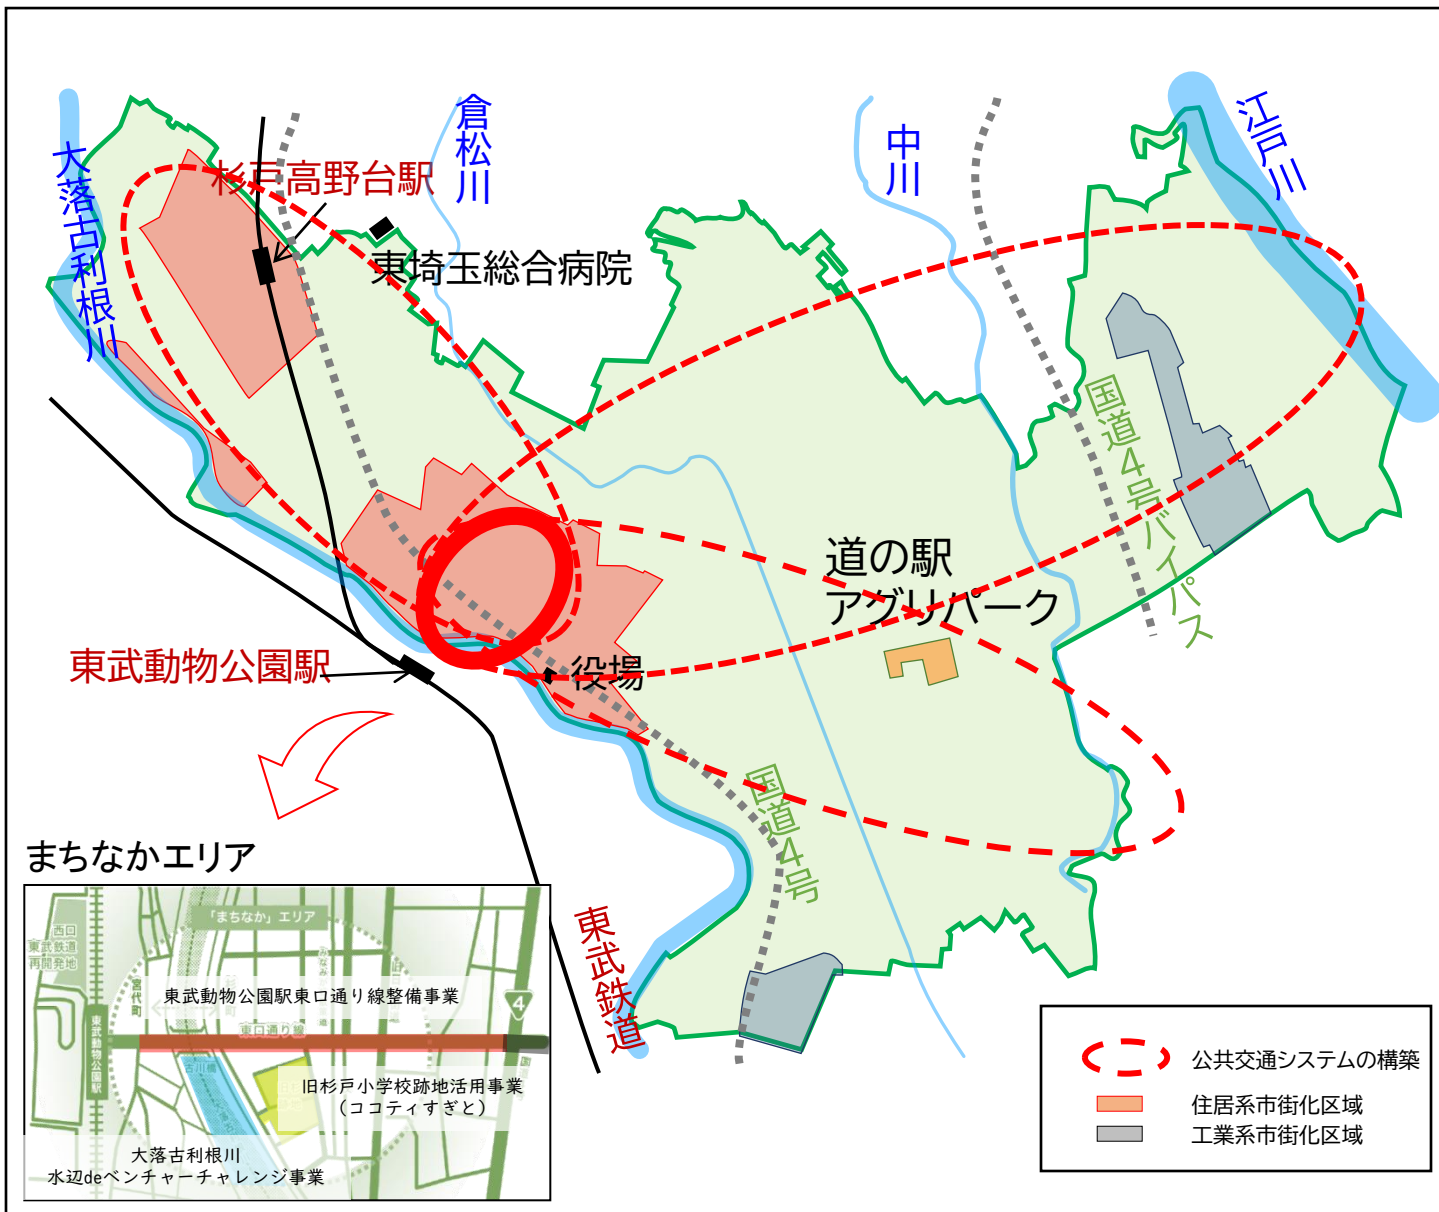 大落古利根川
杉戸高野台駅
倉松川
東埼玉総合病院
中川
江戸川
国道4号バイパス
道の駅
アグリパーク
東武動物公園駅
役場
国道4号
東武鉄道
まちなかエリア
「まちなか」エリア
西口
東武鉄道
再開発地
宮代町
東武動物公園駅東口通り線整備事業
4
東口通り線
東武動物公園駅
古川橋
旧杉戸小学校跡地活用事業
(ココティすぎと)
大落古利根川
水辺deベンチャーチャレンジ事業
公共交通システムの構築
住居系市街化区域
工業系市街化区域